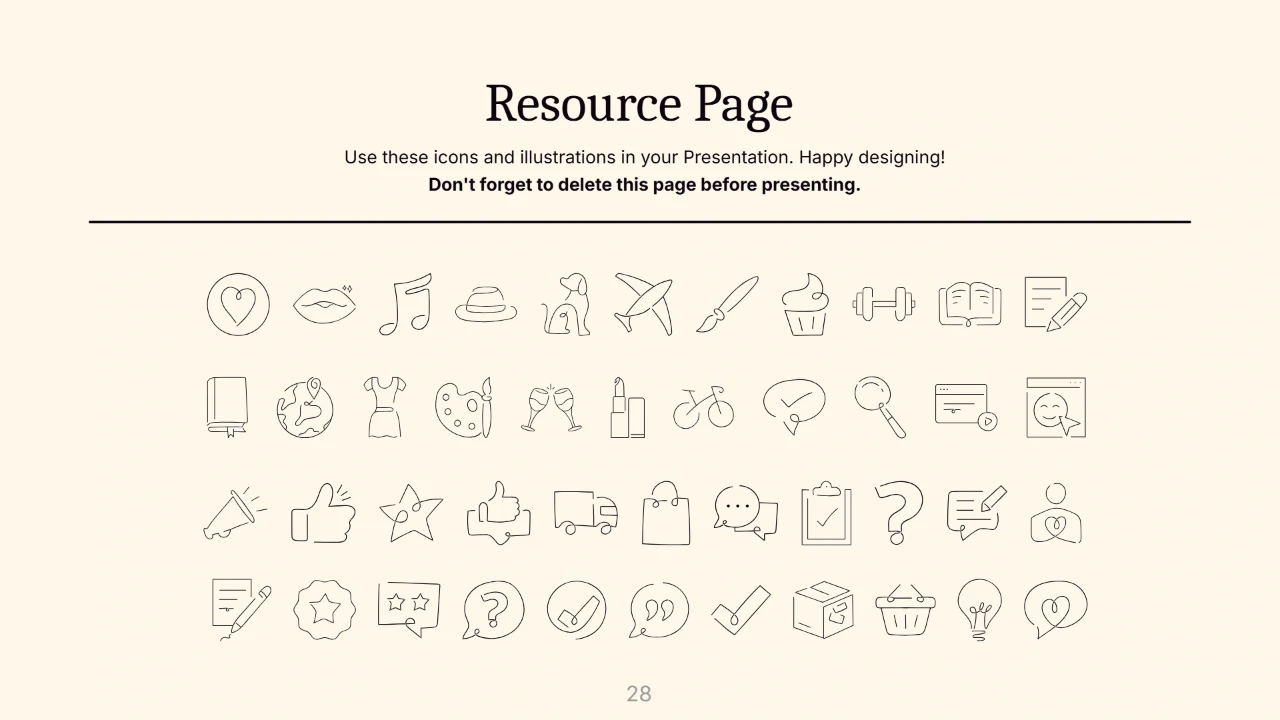 Resource Page
Use these icons and illustrations in your Presentation. Happy designing!
Don't forget to delete this page before presenting.
28